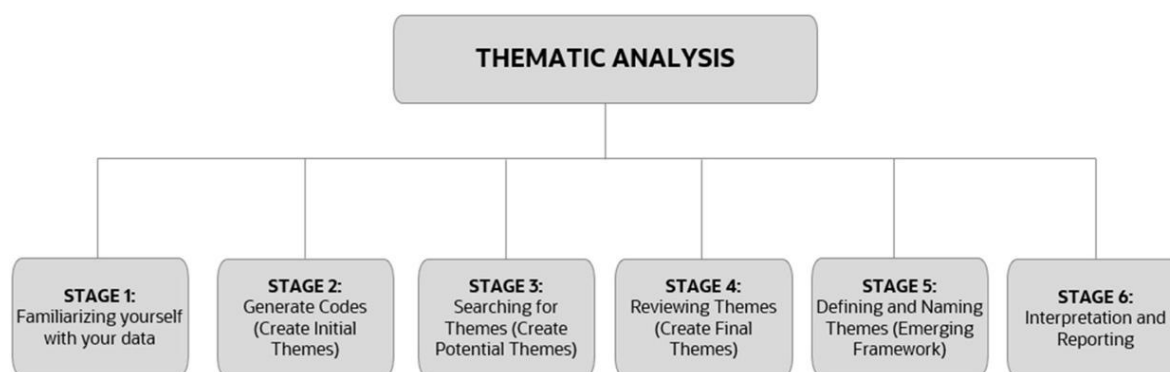 THEMATIC ANALYSIS
STAGE 1:
Familiarizing yourself
with your data
STAGE 2:
Generate Codes
(Create Initial
Themes)
STAGE 3:
Searching for
Themes (Create
Potential Themes)
STAGE 4:
Reviewing Themes
(Create Final
Themes)
STAGE 5:
Defining and Naming
Themes (Emerging
Framework)
STAGE 6:
Interpretation and
Reporting